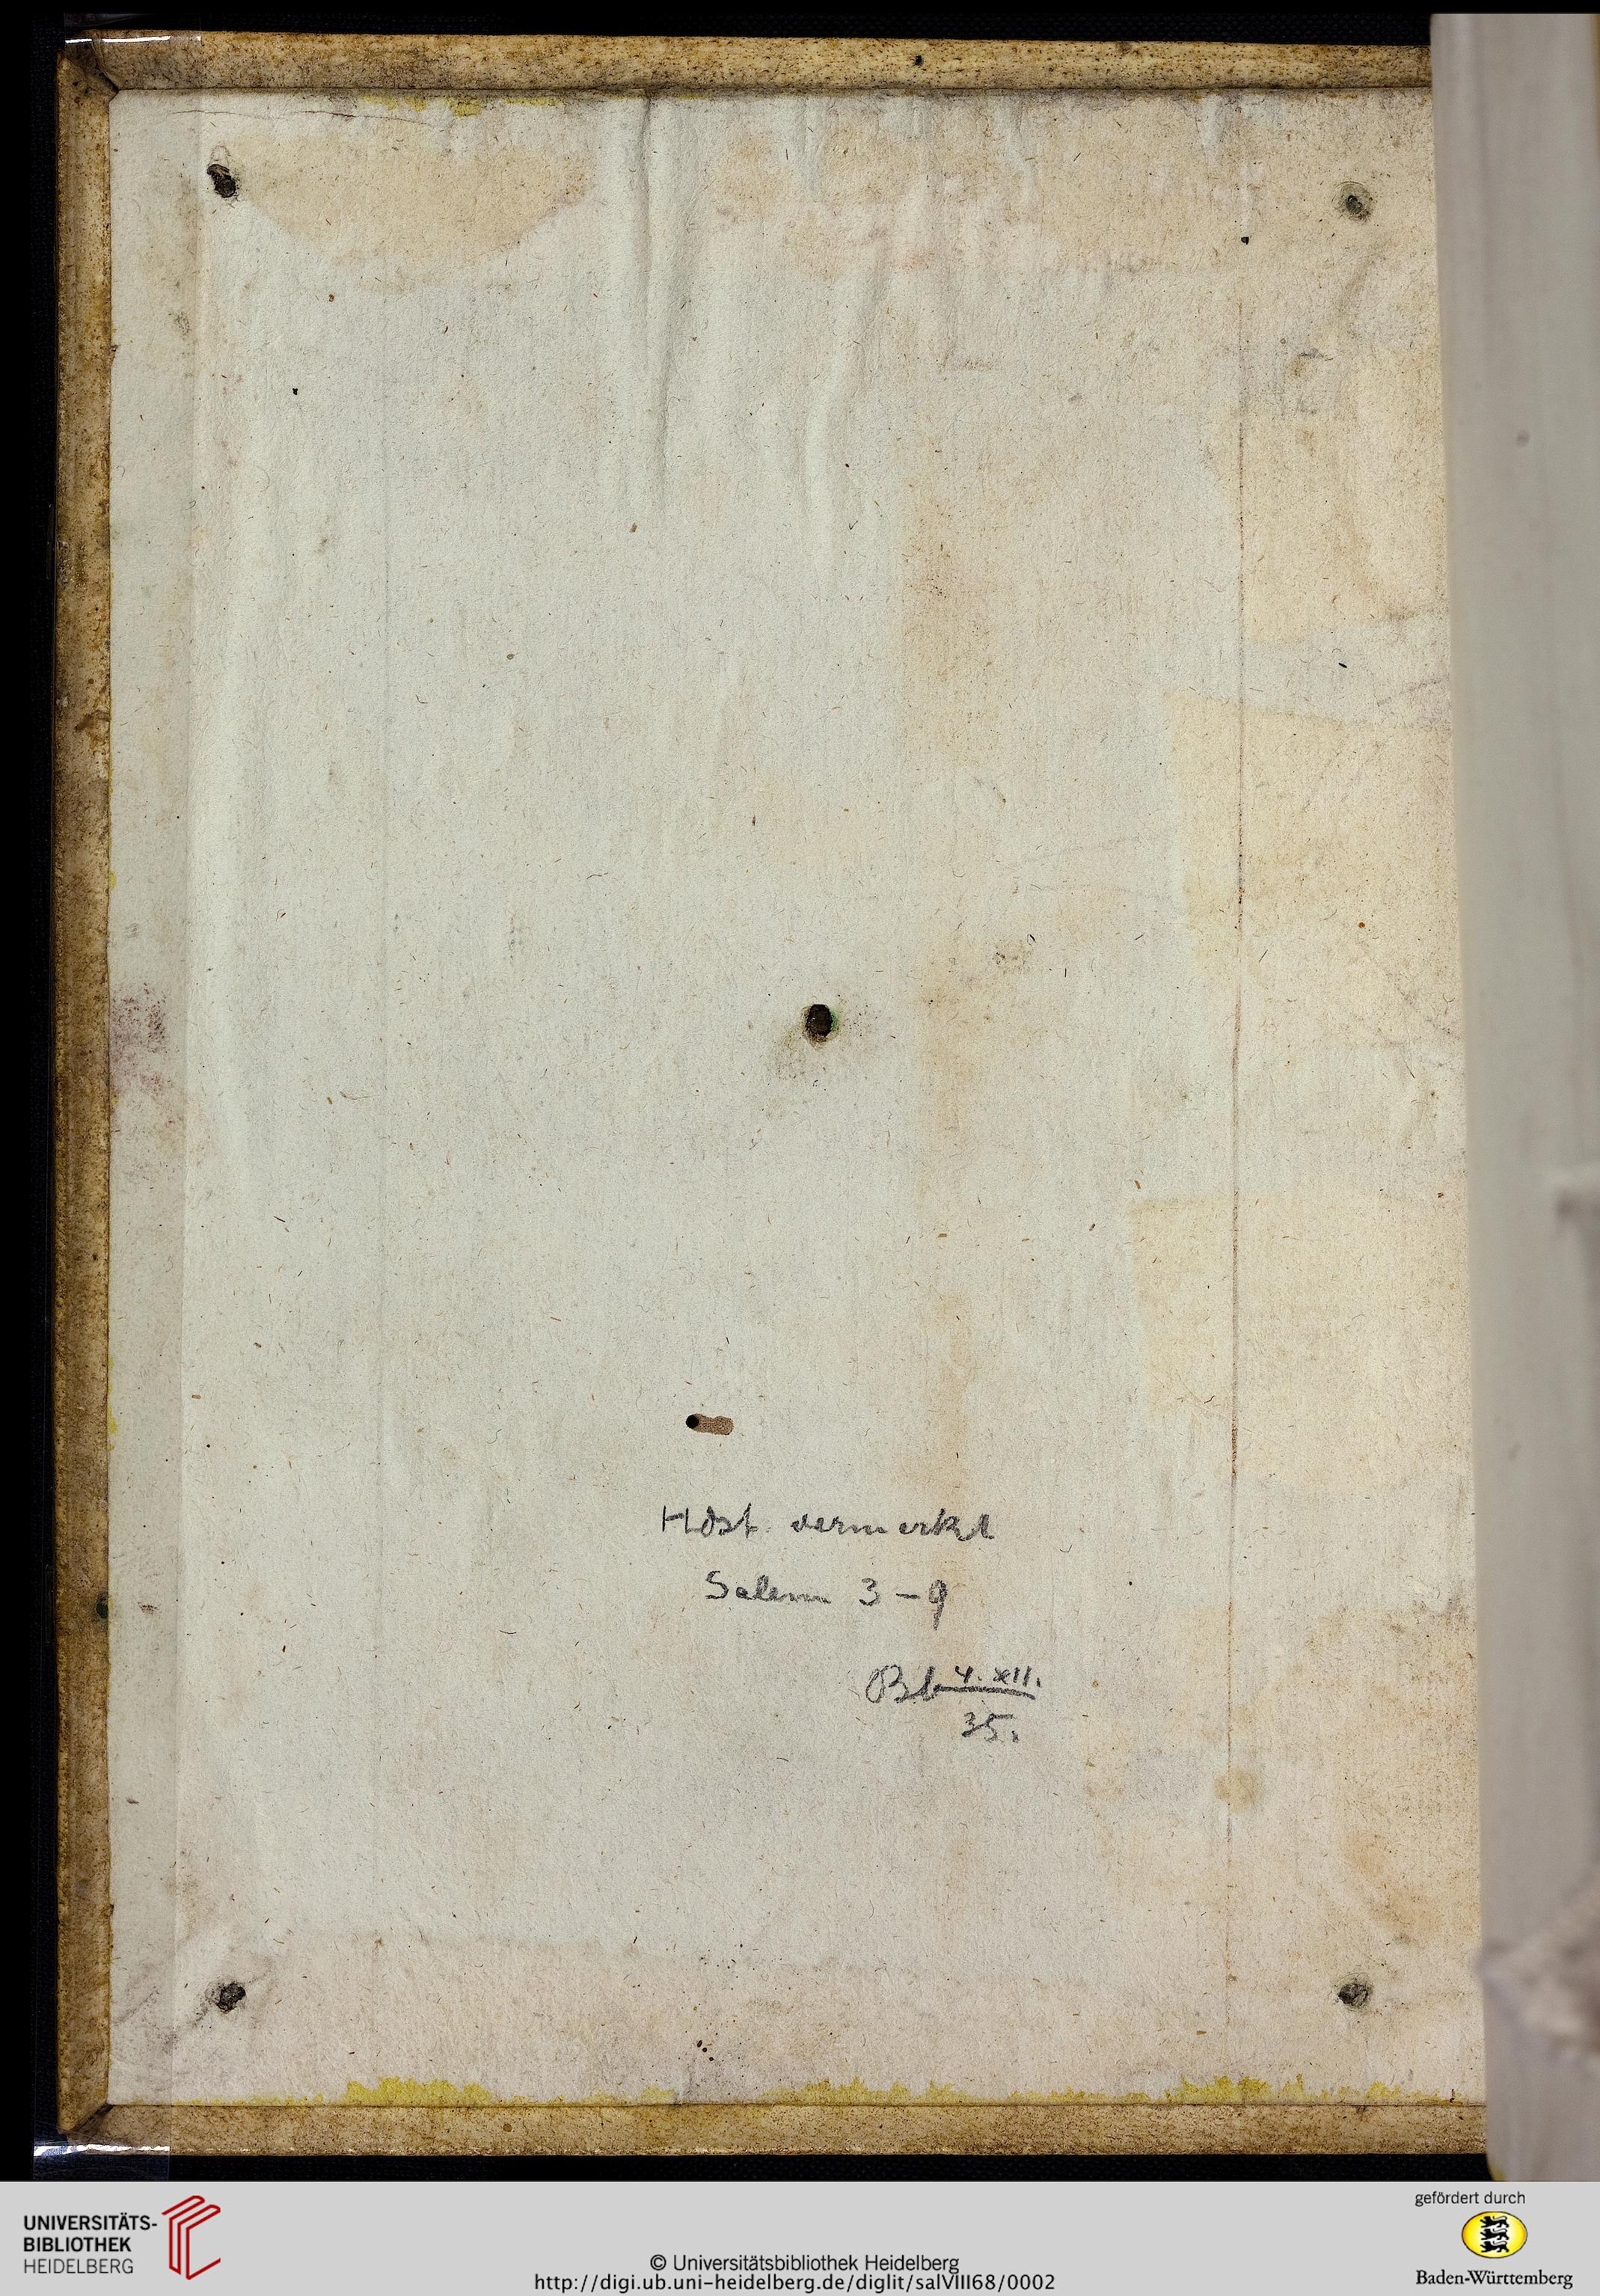 Hdst. vermerkt
Salem 3 – 9
Bb 4. XII.
35.
UNIVERSITÄTS-
BIBLIOTHEK
HEIDELBERG
© Universitätsbibliothek Heidelberg
http://digi.ub.uni-heidelberg.de/diglit/salVIII68/0002
gefördert durch
Baden-Württemberg